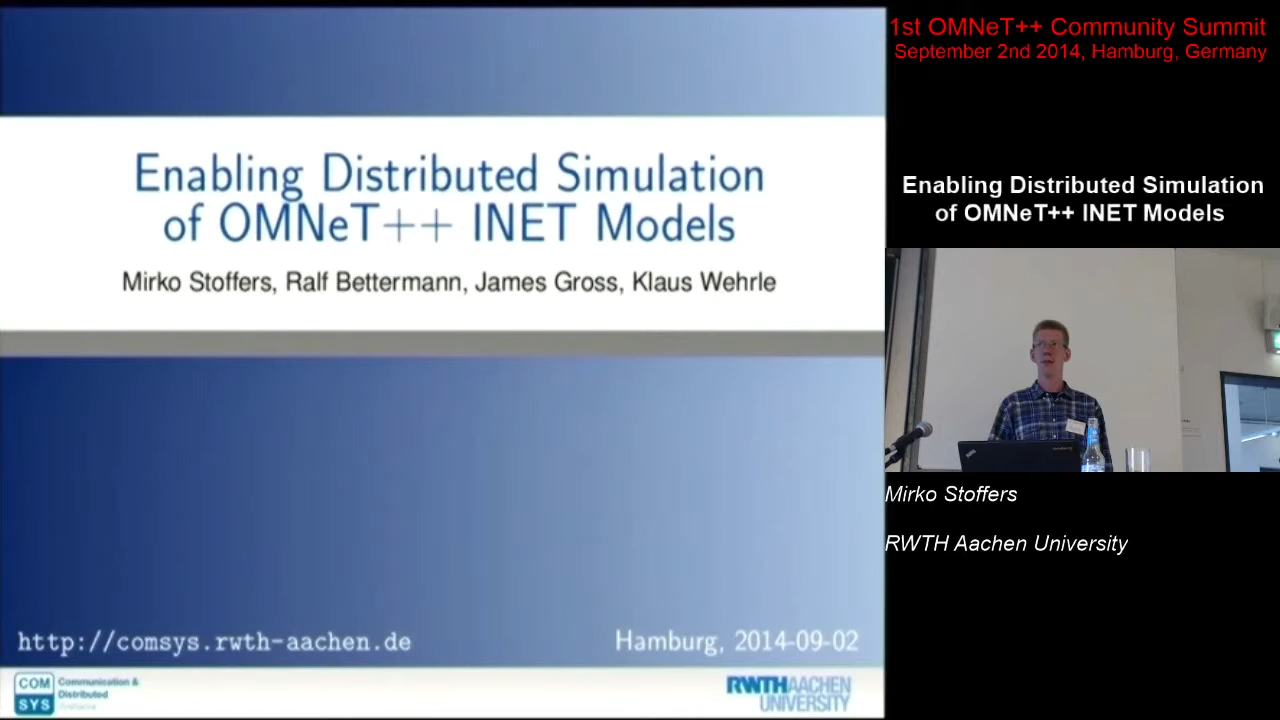 Enabling Distributed Simulation
of OMNeT++ INET Models
Mirko Stoffers, Ralf Bettermann, James Gross, Klaus Wehrle
http://comsys.rwth-aachen.de
Hamburg, 2014-09-02
COM
SYS
Communication &
Distributed
Systems
RWTHAACHEN
UNIVERSITY
1st OMNeT++ Community Summit
September 2nd 2014, Hamburg, Germany
Enabling Distributed Simulation
of OMNeT++ INET Models
Mirko Stoffers
RWTH Aachen University